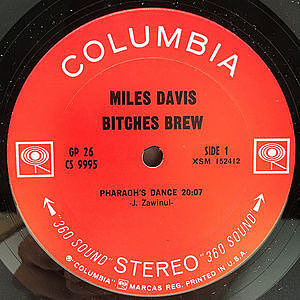 COLUMBIA
MILES DAVIS
BITCHES BREW
GP 26
CS 9995
SIDE 1
XSM 152412
PHARAOH'S DANCE 20:07
-J. Zawinul-
"360 SOUND" STEREO "360 SOUND"
® "COLUMBIA", MARCAS REG. PRINTED IN U.S.A.